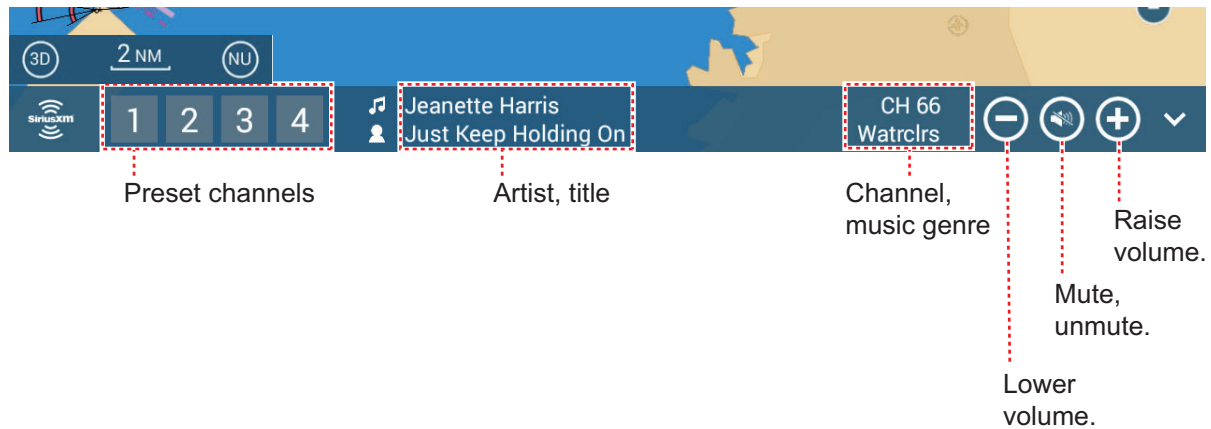 3D
2 NM
NU
SiriusXm
1 2 3 4
Jeanette Harris
Just Keep Holding On
CH 66
Watrclrs
Preset channels
Artist, title
Channel,
music genre
Raise
volume.
Mute,
unmute.
Lower
volume.